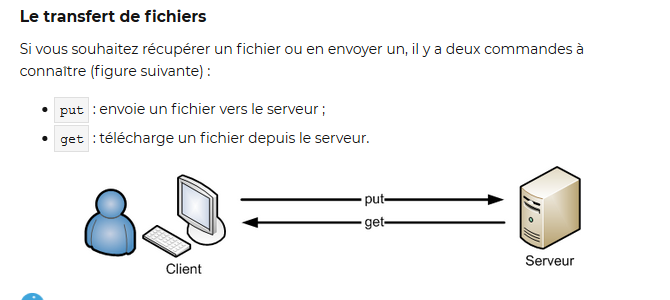 Le transfert de fichiers
Si vous souhaitez récupérer un fichier ou en envoyer un, il y a deux commandes à
connaître (figure suivante) :
• put : envoie un fichier vers le serveur ;
• get : télécharge un fichier depuis le serveur.
put
get
Client
Serveur